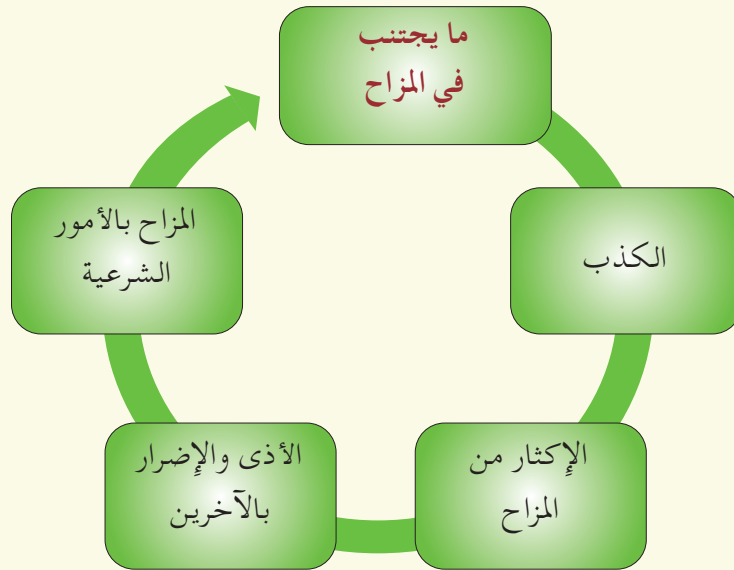 ما يجتنب
في المزاح
الكذب
الإكثار من
المزاح
الأذى والإضرار
بالآخرين
المزاح بالأمور
الشرعية